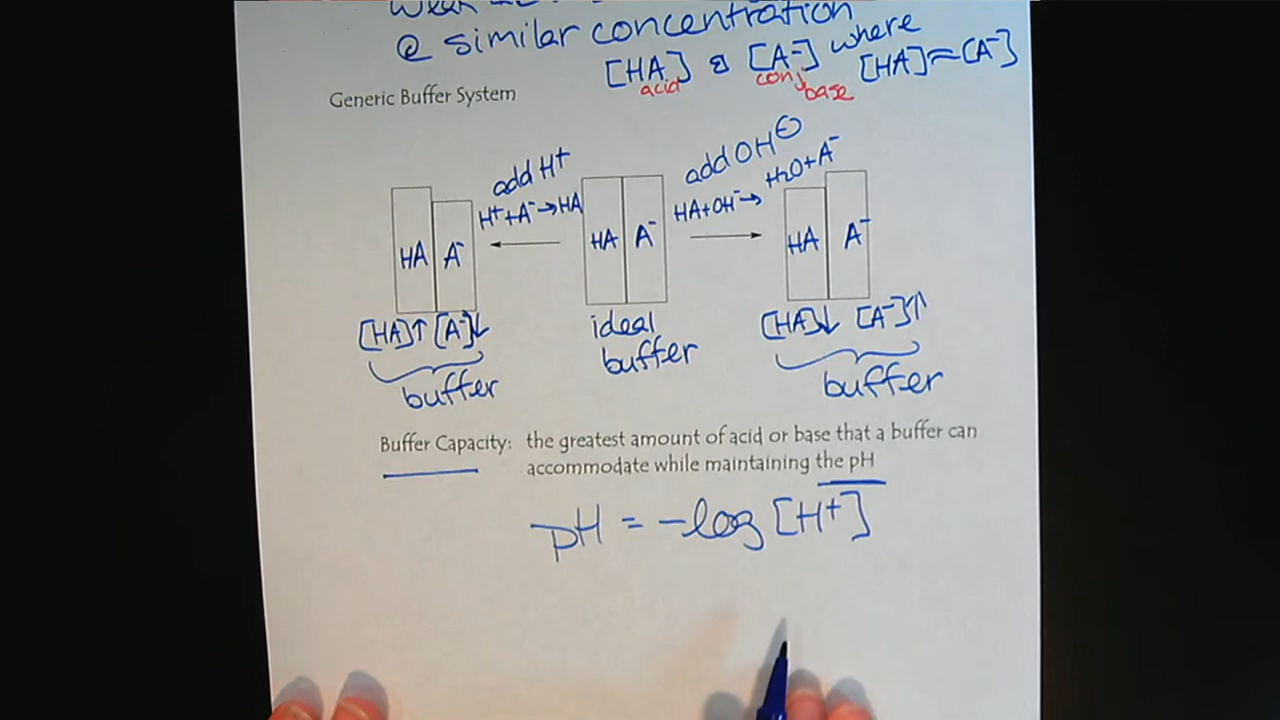 @ similar concentration
[HA] & [A-] where [HA]≈[A-]
acid conj base
Generic Buffer System
add H+
H+ + A- → HA
add OH⊖
HA + OH- → H2O + A-
HA A-
HA A-
HA A-
[HA]↑ [A-]↓
buffer
ideal
buffer
[HA]↓ [A-]↑
buffer
Buffer Capacity: the greatest amount of acid or base that a buffer can
accommodate while maintaining the pH
pH = -log [H+]